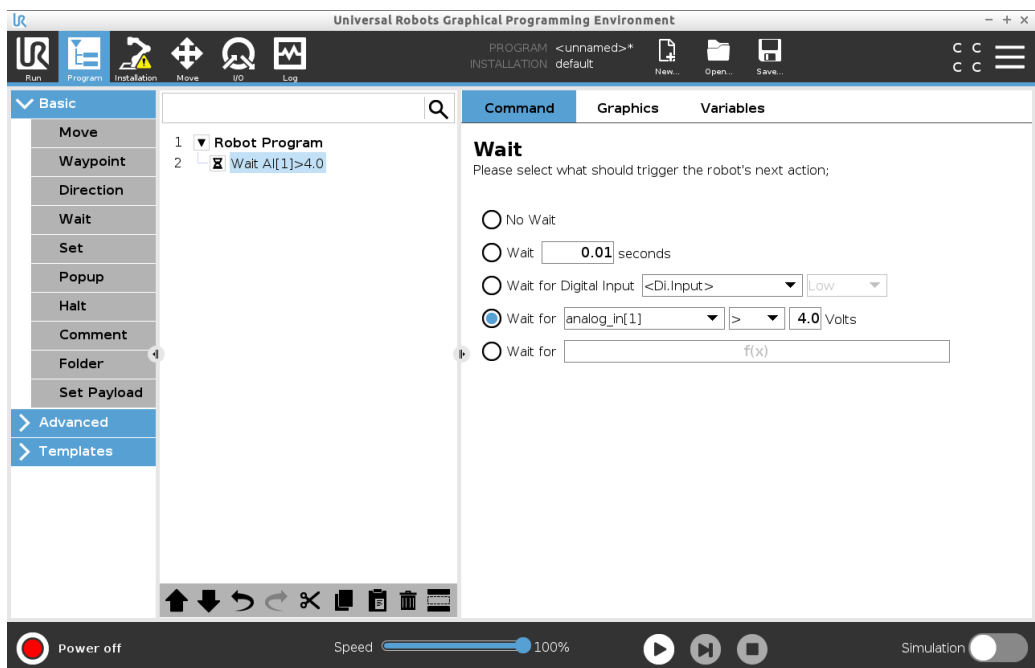 Universal Robots Graphical Programming Environment
UR
Run
Program
Installation
Move
I/O
Log
PROGRAM <unnamed>*
INSTALLATION default
New...
Open...
Save...
C C
C C
Basic
Move
Waypoint
Direction
Wait
Set
Popup
Halt
Comment
Folder
Set Payload
Advanced
Templates
1 Robot Program
2 Wait AI[1]>4.0
Command Graphics Variables
Wait
Please select what should trigger the robot's next action;
No Wait
Wait 0.01 seconds
Wait for Digital Input <Di.Input> Low
Wait for analog_in[1] > 4.0 Volts
Wait for f(x)
Power off
Speed 100%
Simulation